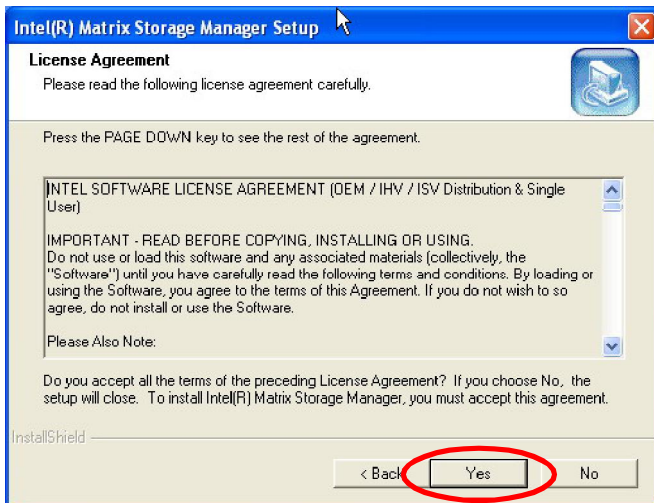 Intel(R) Matrix Storage Manager Setup
License Agreement
Please read the following license agreement carefully.
Press the PAGE DOWN key to see the rest of the agreement.
INTEL SOFTWARE LICENSE AGREEMENT (OEM / IHV / ISV Distribution & Single
User)
IMPORTANT - READ BEFORE COPYING, INSTALLING OR USING.
Do not use or load this software and any associated materials (collectively, the
"Software") until you have carefully read the following terms and conditions. By loading or
using the Software, you agree to the terms of this Agreement. If you do not wish to so
agree, do not install or use the Software.
Please Also Note:
Do you accept all the terms of the preceding License Agreement? If you choose No, the
setup will close. To install Intel(R) Matrix Storage Manager, you must accept this agreement.
InstallShield
< Back
Yes
No